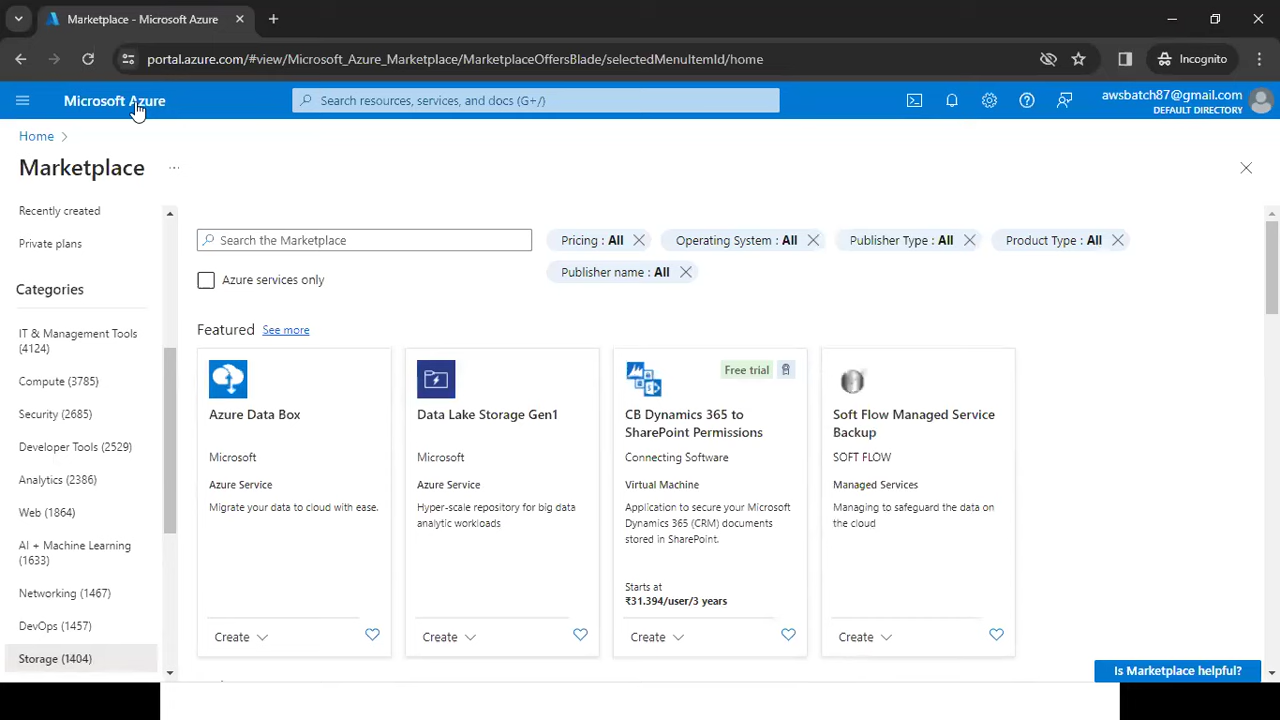 Marketplace - Microsoft Azure
portal.azure.com/#view/Microsoft_Azure_Marketplace/MarketplaceOffersBlade/selectedMenuItemId/home
Incognito
Microsoft Azure
Search resources, services, and docs (G+/)
awsbatch87@gmail.com
DEFAULT DIRECTORY
Home
Marketplace
...
Recently created
Private plans
Categories
IT & Management Tools
(4124)
Compute (3785)
Security (2685)
Developer Tools (2529)
Analytics (2386)
Web (1864)
AI + Machine Learning
(1633)
Networking (1467)
DevOps (1457)
Storage (1404)
Search the Marketplace
Pricing : All
Operating System : All
Publisher Type : All
Product Type : All
Publisher name : All
Azure services only
Featured See more
Azure Data Box
Microsoft
Azure Service
Migrate your data to cloud with ease.
Create
Data Lake Storage Gen1
Microsoft
Azure Service
Hyper-scale repository for big data
analytic workloads
Create
Free trial
CB Dynamics 365 to
SharePoint Permissions
Connecting Software
Virtual Machine
Application to secure your Microsoft
Dynamics 365 (CRM) documents
stored in SharePoint.
Starts at
₹31.394/user/3 years
Create
Soft Flow Managed Service
Backup
SOFT FLOW
Managed Services
Managing to safeguard the data on
the cloud
Create
Is Marketplace helpful?